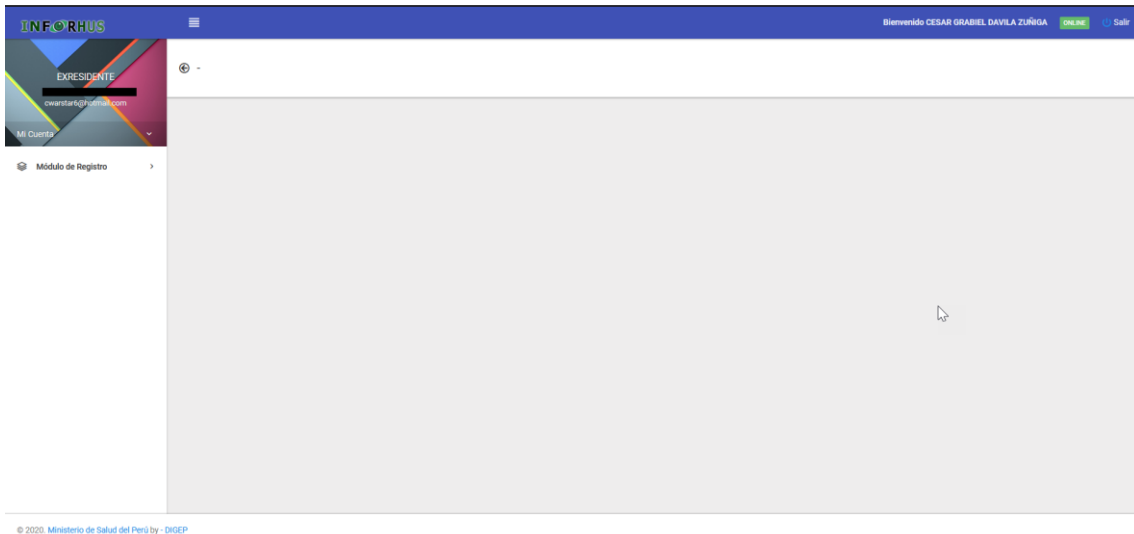 INFORHUS
Bienvenido CESAR GRABIEL DAVILA ZUÑIGA ONLINE Salir
EXRESIDENTE
cwarstar6@hotmail.com
Mi Cuenta
-
Módulo de Registro
© 2020. Ministerio de Salud del Perú by - DIGEP